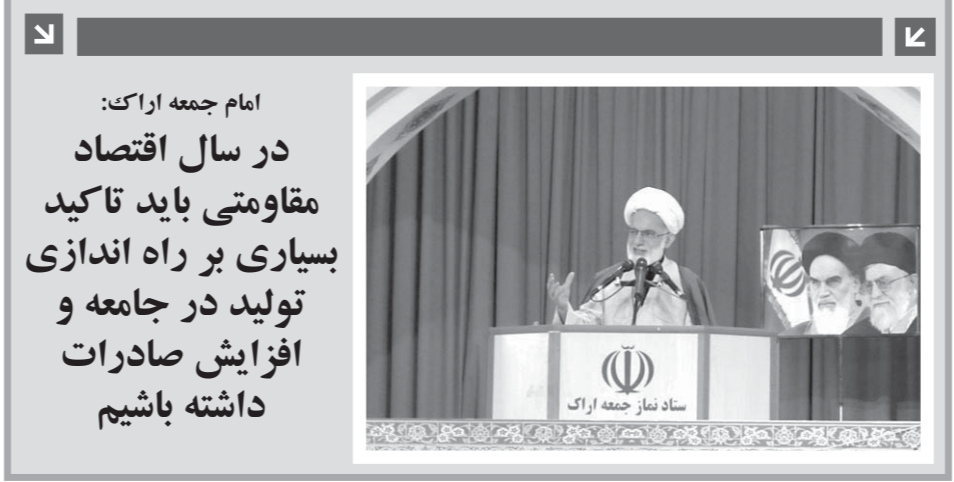 امام جمعه اراک:
در سال اقتصاد
مقاومتی باید تاکید
بسیاری بر راه اندازی
تولید در جامعه و
افزایش صادرات
داشته باشیم
ستاد نماز جمعه اراک